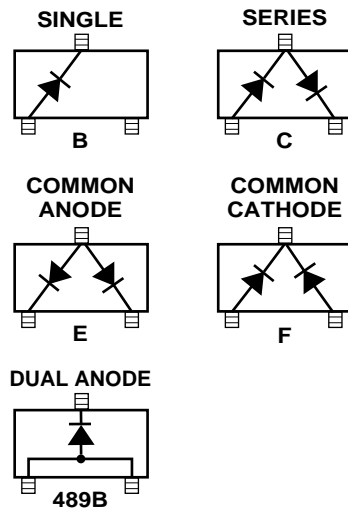 SINGLE
B
SERIES
C
COMMON
ANODE
E
COMMON
CATHODE
F
DUAL ANODE
489B